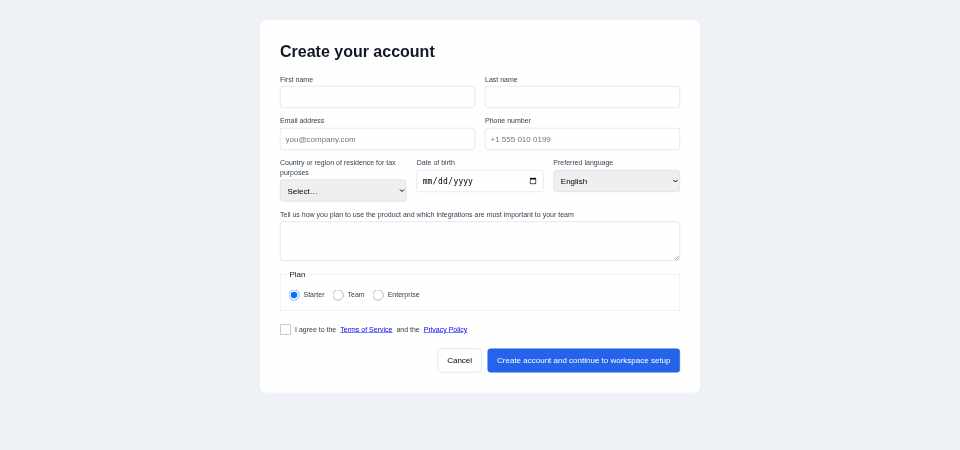 Create your account
First name
Last name
Email address
Phone number
you@company.com
+1 555 010 0199
Country or region of residence for tax
purposes
Date of birth
Preferred language
Select...
mm/dd/yyyy
English
Tell us how you plan to use the product and which integrations are most important to your team
Plan
Starter
Team
Enterprise
I agree to the Terms of Service and the Privacy Policy
Cancel
Create account and continue to workspace setup